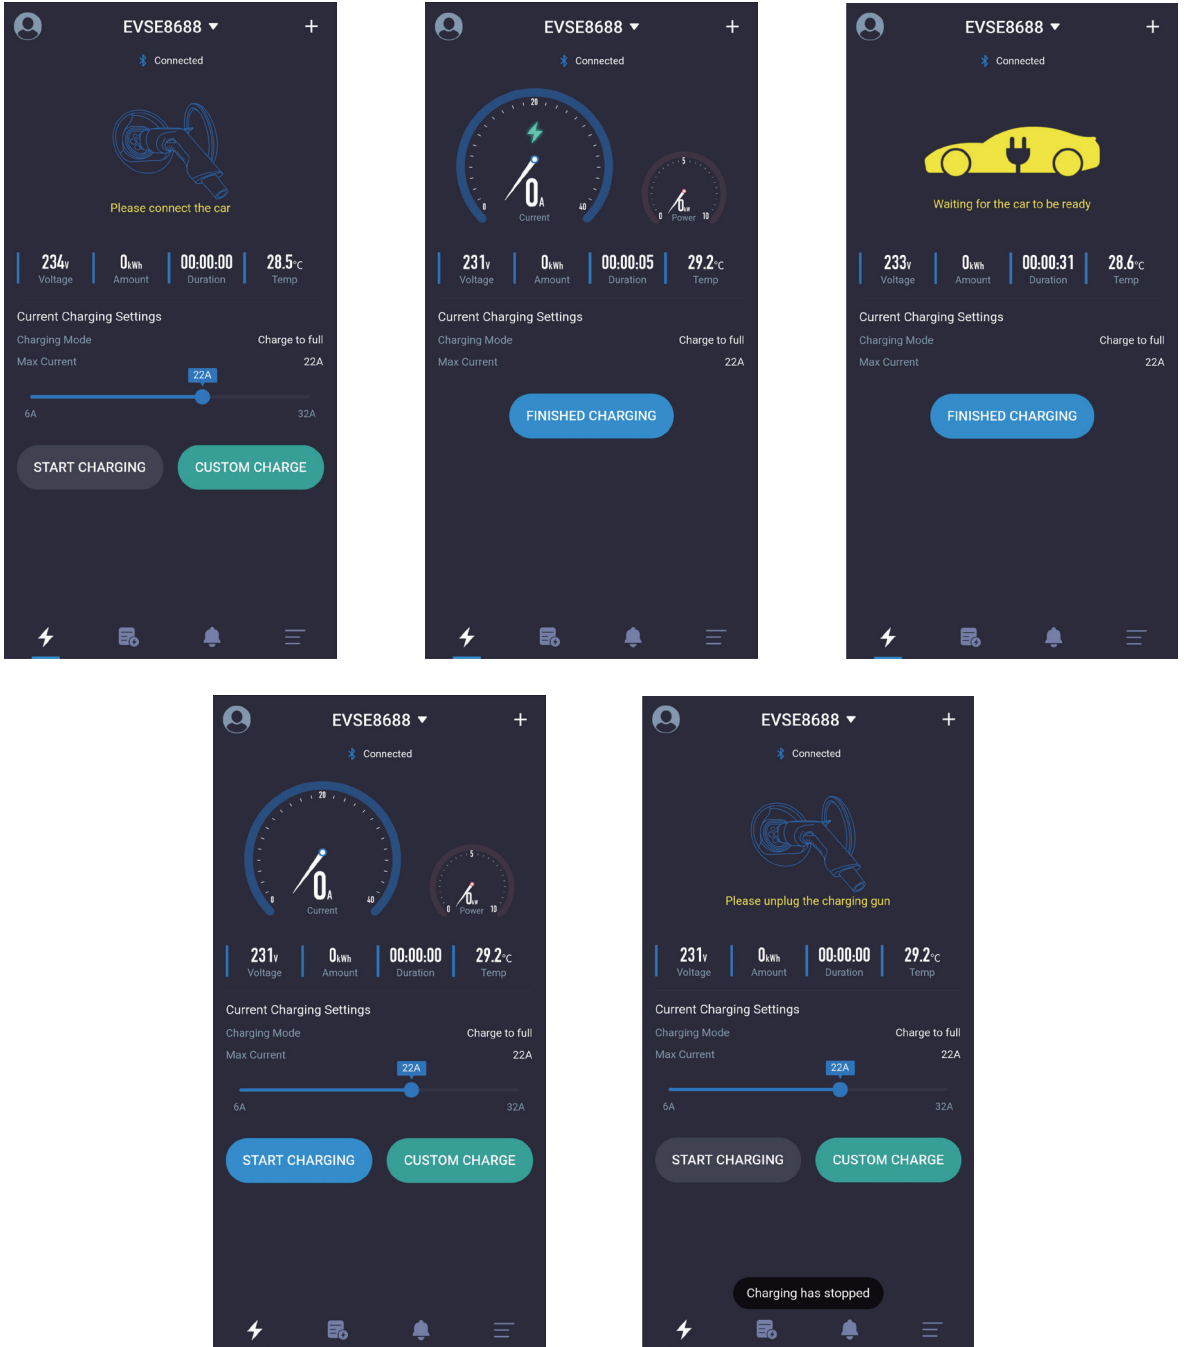 EVSE8688
Connected
Please connect the car
234V 0kWh 00:00:00 28.5°C
Voltage Amount Duration Temp
Current Charging Settings
Charging Mode Charge to full
Max Current 22A
22A
6A 32A
START CHARGING CUSTOM CHARGE
EVSE8688
Connected
20
5
0 0A 40
Current
0kW
0 Power 10
231V 0kWh 00:00:05 29.2°C
Voltage Amount Duration Temp
Current Charging Settings
Charging Mode Charge to full
Max Current 22A
FINISHED CHARGING
EVSE8688
Connected
Waiting for the car to be ready
233V 0kWh 00:00:31 28.6°C
Voltage Amount Duration Temp
Current Charging Settings
Charging Mode Charge to full
Max Current 22A
FINISHED CHARGING
EVSE8688
Connected
20
5
0 0A 40
Current
0kW
0 Power 10
231V 0kWh 00:00:00 29.2°C
Voltage Amount Duration Temp
Current Charging Settings
Charging Mode Charge to full
Max Current 22A
22A
6A 32A
START CHARGING CUSTOM CHARGE
EVSE8688
Connected
Please unplug the charging gun
231V 0kWh 00:00:00 29.2°C
Voltage Amount Duration Temp
Current Charging Settings
Charging Mode Charge to full
Max Current 22A
22A
6A 32A
START CHARGING CUSTOM CHARGE
Charging has stopped